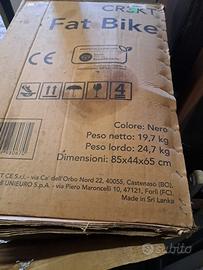 CR3KT
Fat Bike
CE
4
Colore: Nero
Peso netto: 19,7 kg
Peso lordo: 24,7 kg
Dimensioni: 85x44x65 cm
CE S.r.l. - via Ca' dell'Orbo Nord 22, 40055, Castenaso (BO),
UNIEURO S.p.A. - via Piero Maroncelli 10, 47121, Forlì (FC)
Made in Sri Lanka
subito